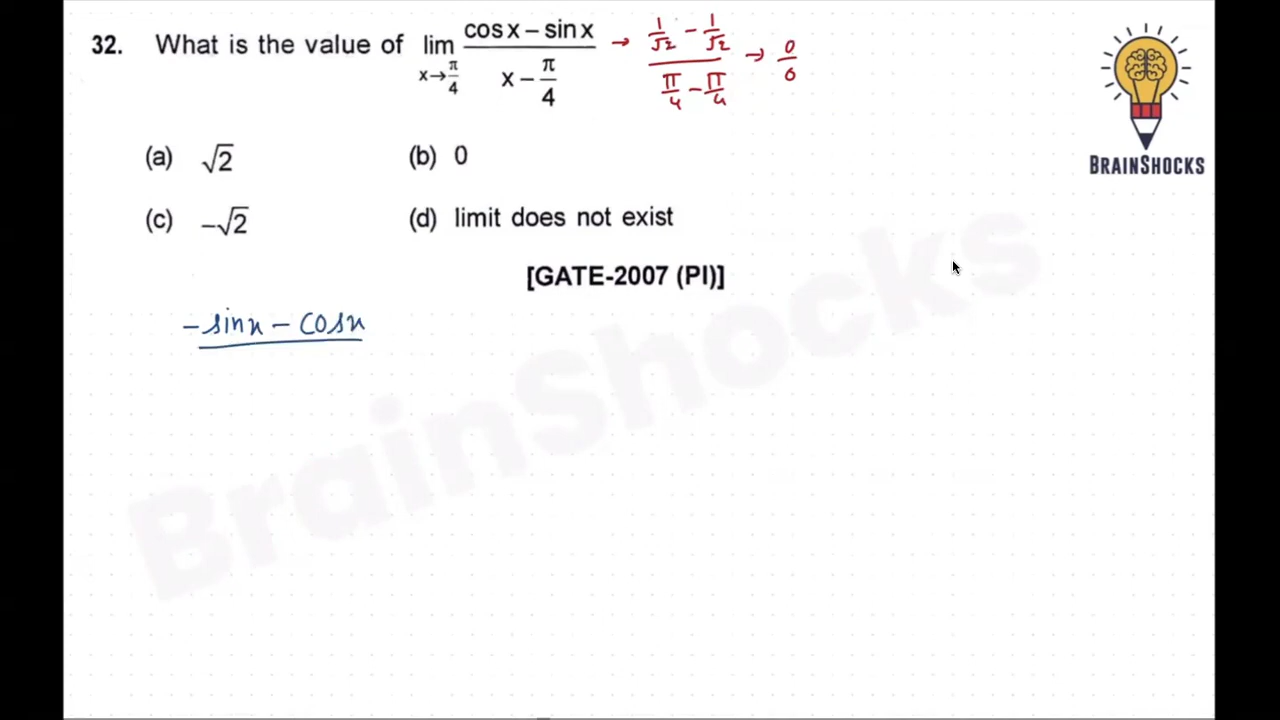 32. What is the value of lim x→π/4 (cos x – sin x)/(x – π/4) → (1/√2 - 1/√2)/(π/4 - π/4) → 0/0
BRAINSHOCKS
(a) √2 (b) 0
(c) –√2 (d) limit does not exist
[GATE-2007 (PI)]
-sinx - cosx
BrainShocks